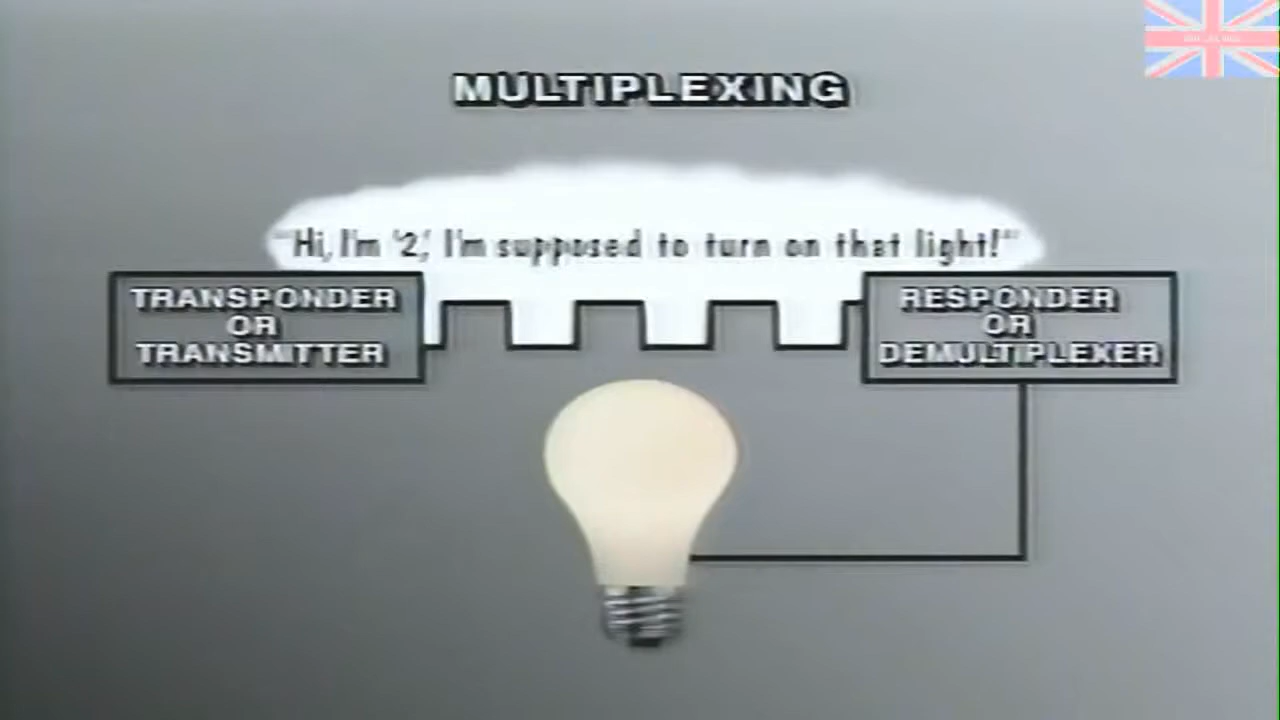 MULTIPLEXING
"Hi, I'm '2,' I'm supposed to turn on that light!"
TRANSPONDER
OR
TRANSMITTER
RESPONDER
OR
DEMULTIPLEXER